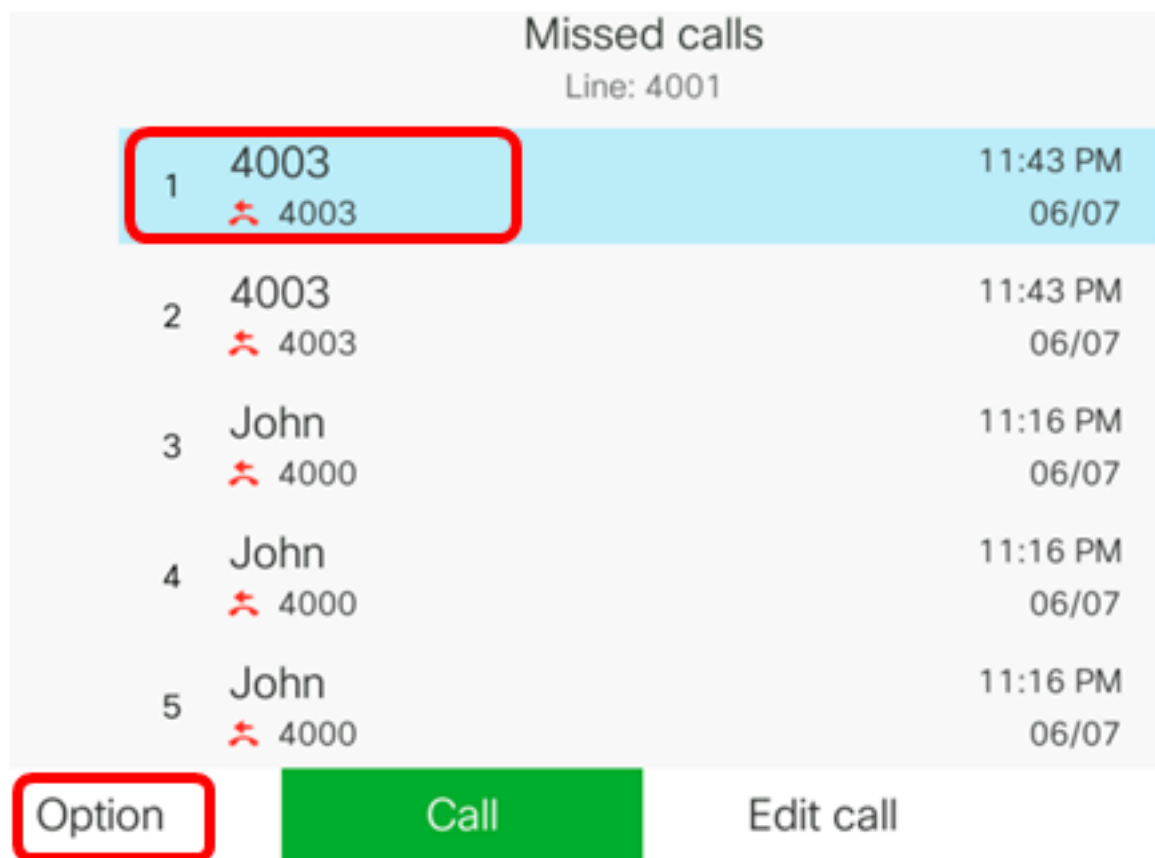 Missed calls
Line: 4001
1 4003 11:43 PM
4003 06/07
2 4003 11:43 PM
4003 06/07
3 John 11:16 PM
4000 06/07
4 John 11:16 PM
4000 06/07
5 John 11:16 PM
4000 06/07
Option Call Edit call